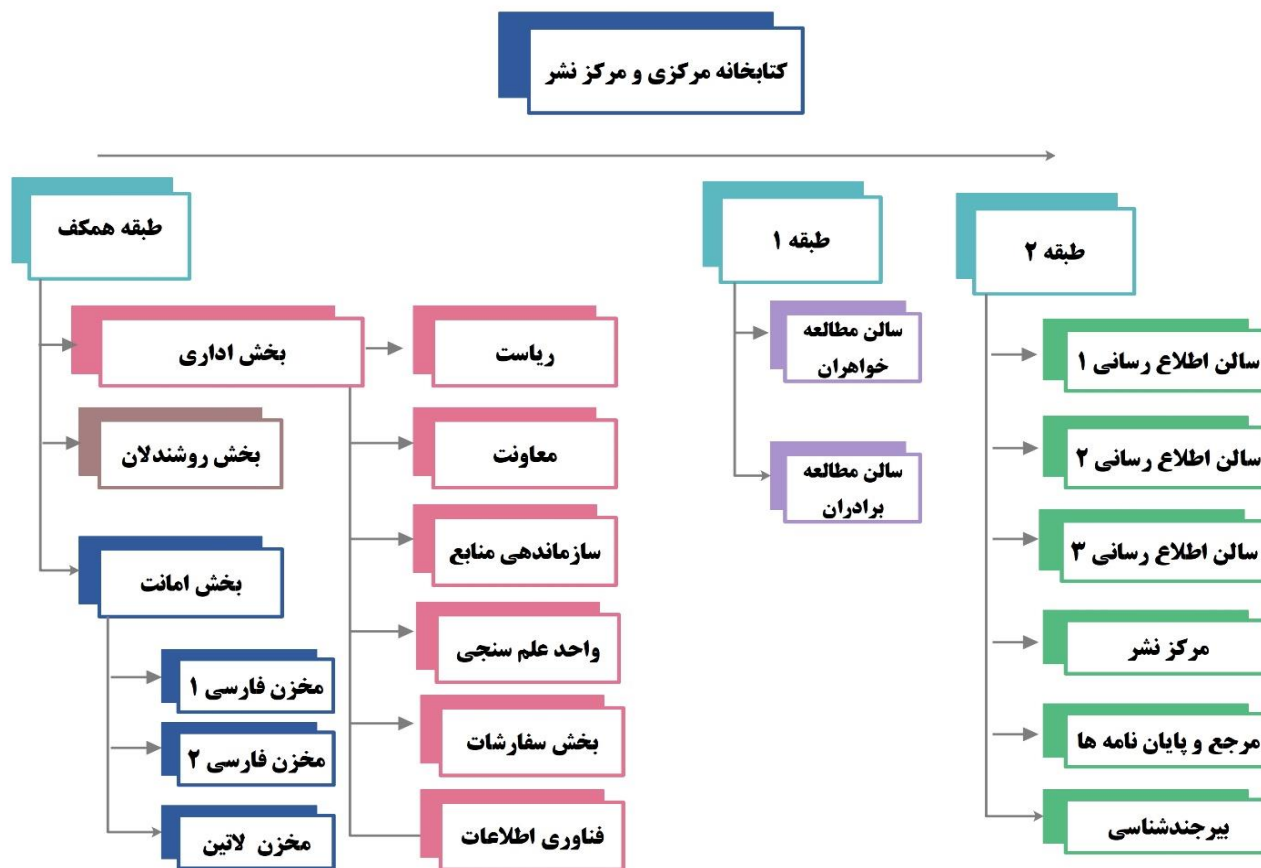 کتابخانه مرکزی و مرکز نشر
طبقه همکف
بخش اداری
ریاست
معاونت
سازماندهی منابع
واحد علم سنجی
بخش سفارشات
فناوری اطلاعات
بخش روشندلان
بخش امانت
مخزن فارسی ۱
مخزن فارسی ۲
مخزن لاتین
طبقه ۱
سالن مطالعه
خواهران
سالن مطالعه
برادران
طبقه ۲
سالن اطلاع رسانی ۱
سالن اطلاع رسانی ۲
سالن اطلاع رسانی ۳
مرکز نشر
مرجع و پایان نامه ها
بیرجندشناسی